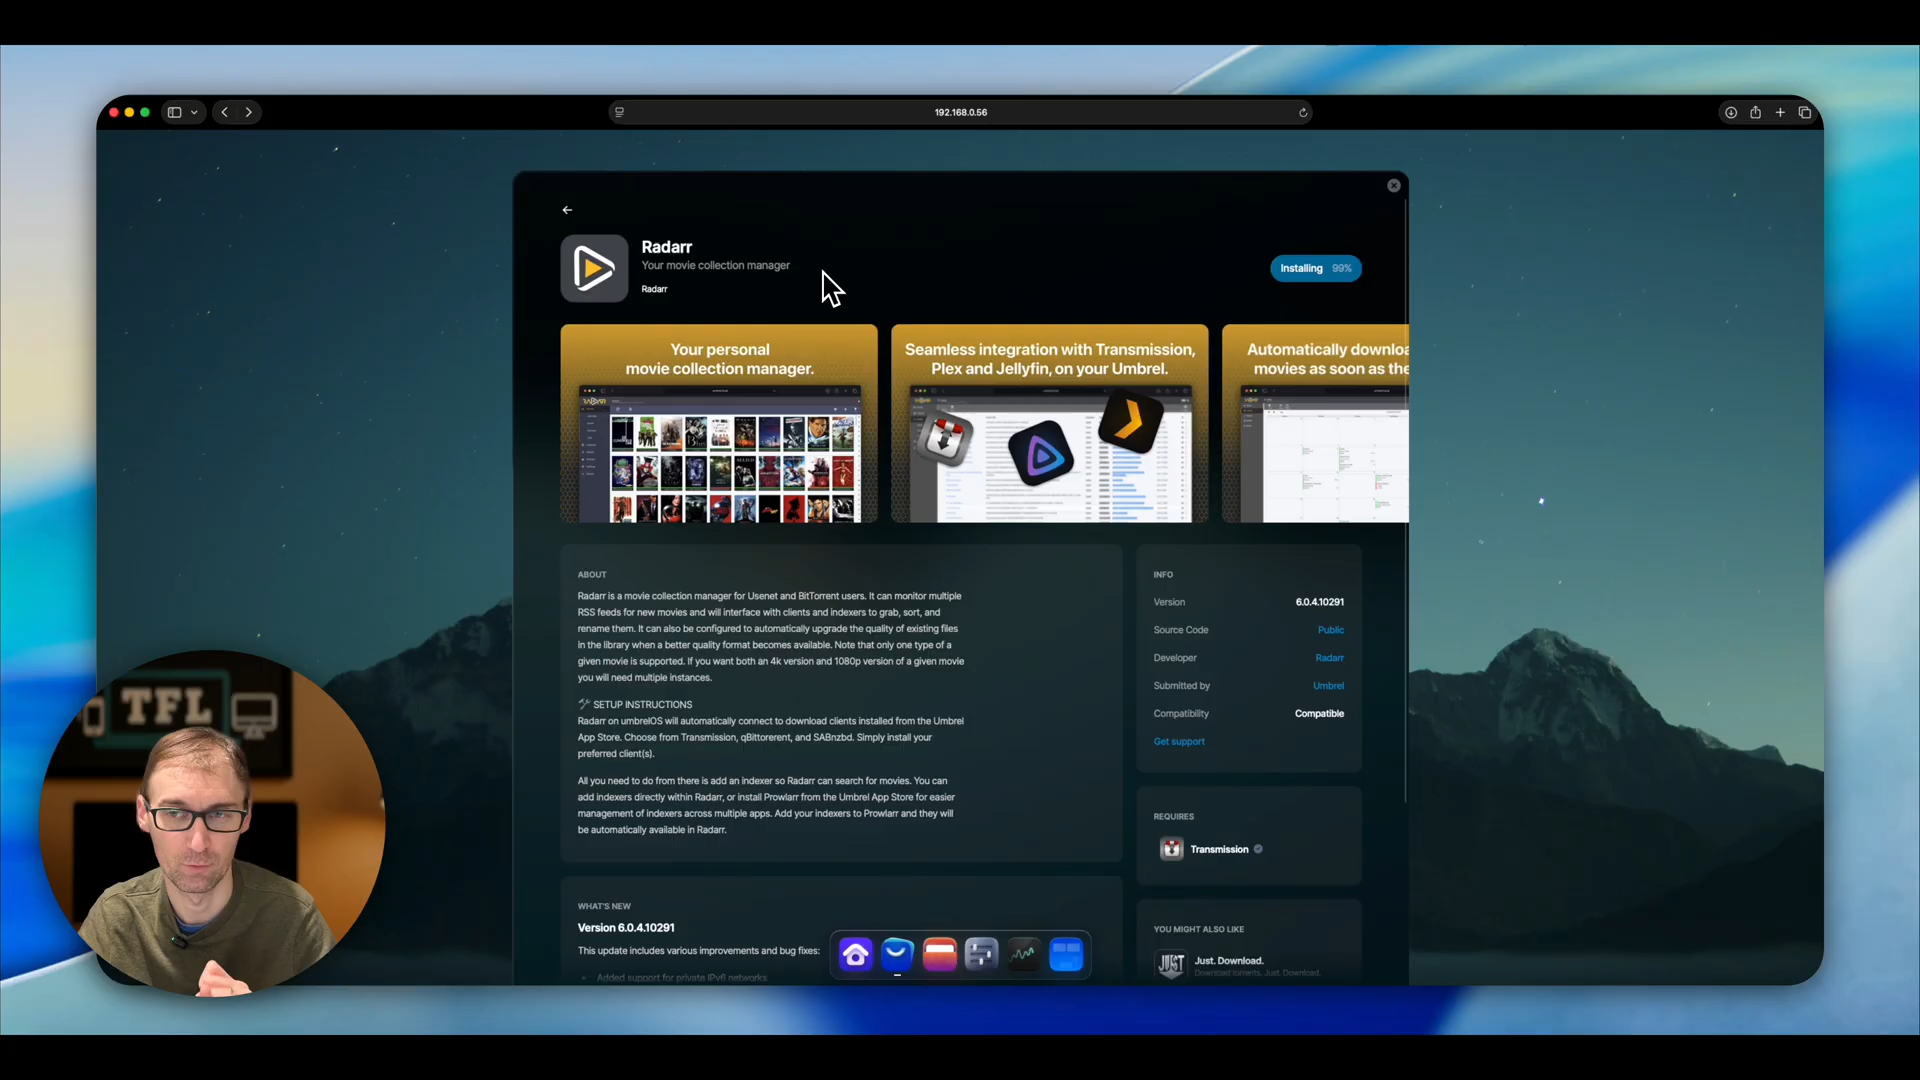 192.168.0.56
Radarr
Your movie collection manager
Radarr
Installing 99%
Your personal
movie collection manager.
Seamless integration with Transmission,
Plex and Jellyfin, on your Umbrel.
Automatically downloa
movies as soon as the
ABOUT
Radarr is a movie collection manager for Usenet and BitTorrent users. It can monitor multiple
RSS feeds for new movies and will interface with clients and indexers to grab, sort, and
rename them. It can also be configured to automatically upgrade the quality of existing files
in the library when a better quality format becomes available. Note that only one type of a
given movie is supported. If you want both an 4k version and 1080p version of a given movie
you will need multiple instances.
🛠 SETUP INSTRUCTIONS
Radarr on umbrelOS will automatically connect to download clients installed from the Umbrel
App Store. Choose from Transmission, qBittorerent, and SABnzbd. Simply install your
preferred client(s).
All you need to do from there is add an indexer so Radarr can search for movies. You can
add indexers directly within Radarr, or install Prowlarr from the Umbrel App Store for easier
management of indexers across multiple apps. Add your indexers to Prowlarr and they will
be automatically available in Radarr.
WHAT'S NEW
Version 6.0.4.10291
This update includes various improvements and bug fixes:
Added support for private IPv6 networks
INFO
Version 6.0.4.10291
Source Code Public
Developer Radarr
Submitted by Umbrel
Compatibility Compatible
Get support
REQUIRES
Transmission
YOU MIGHT ALSO LIKE
JUST
Just. Download.
Download torrents. Just. Download.
TFL